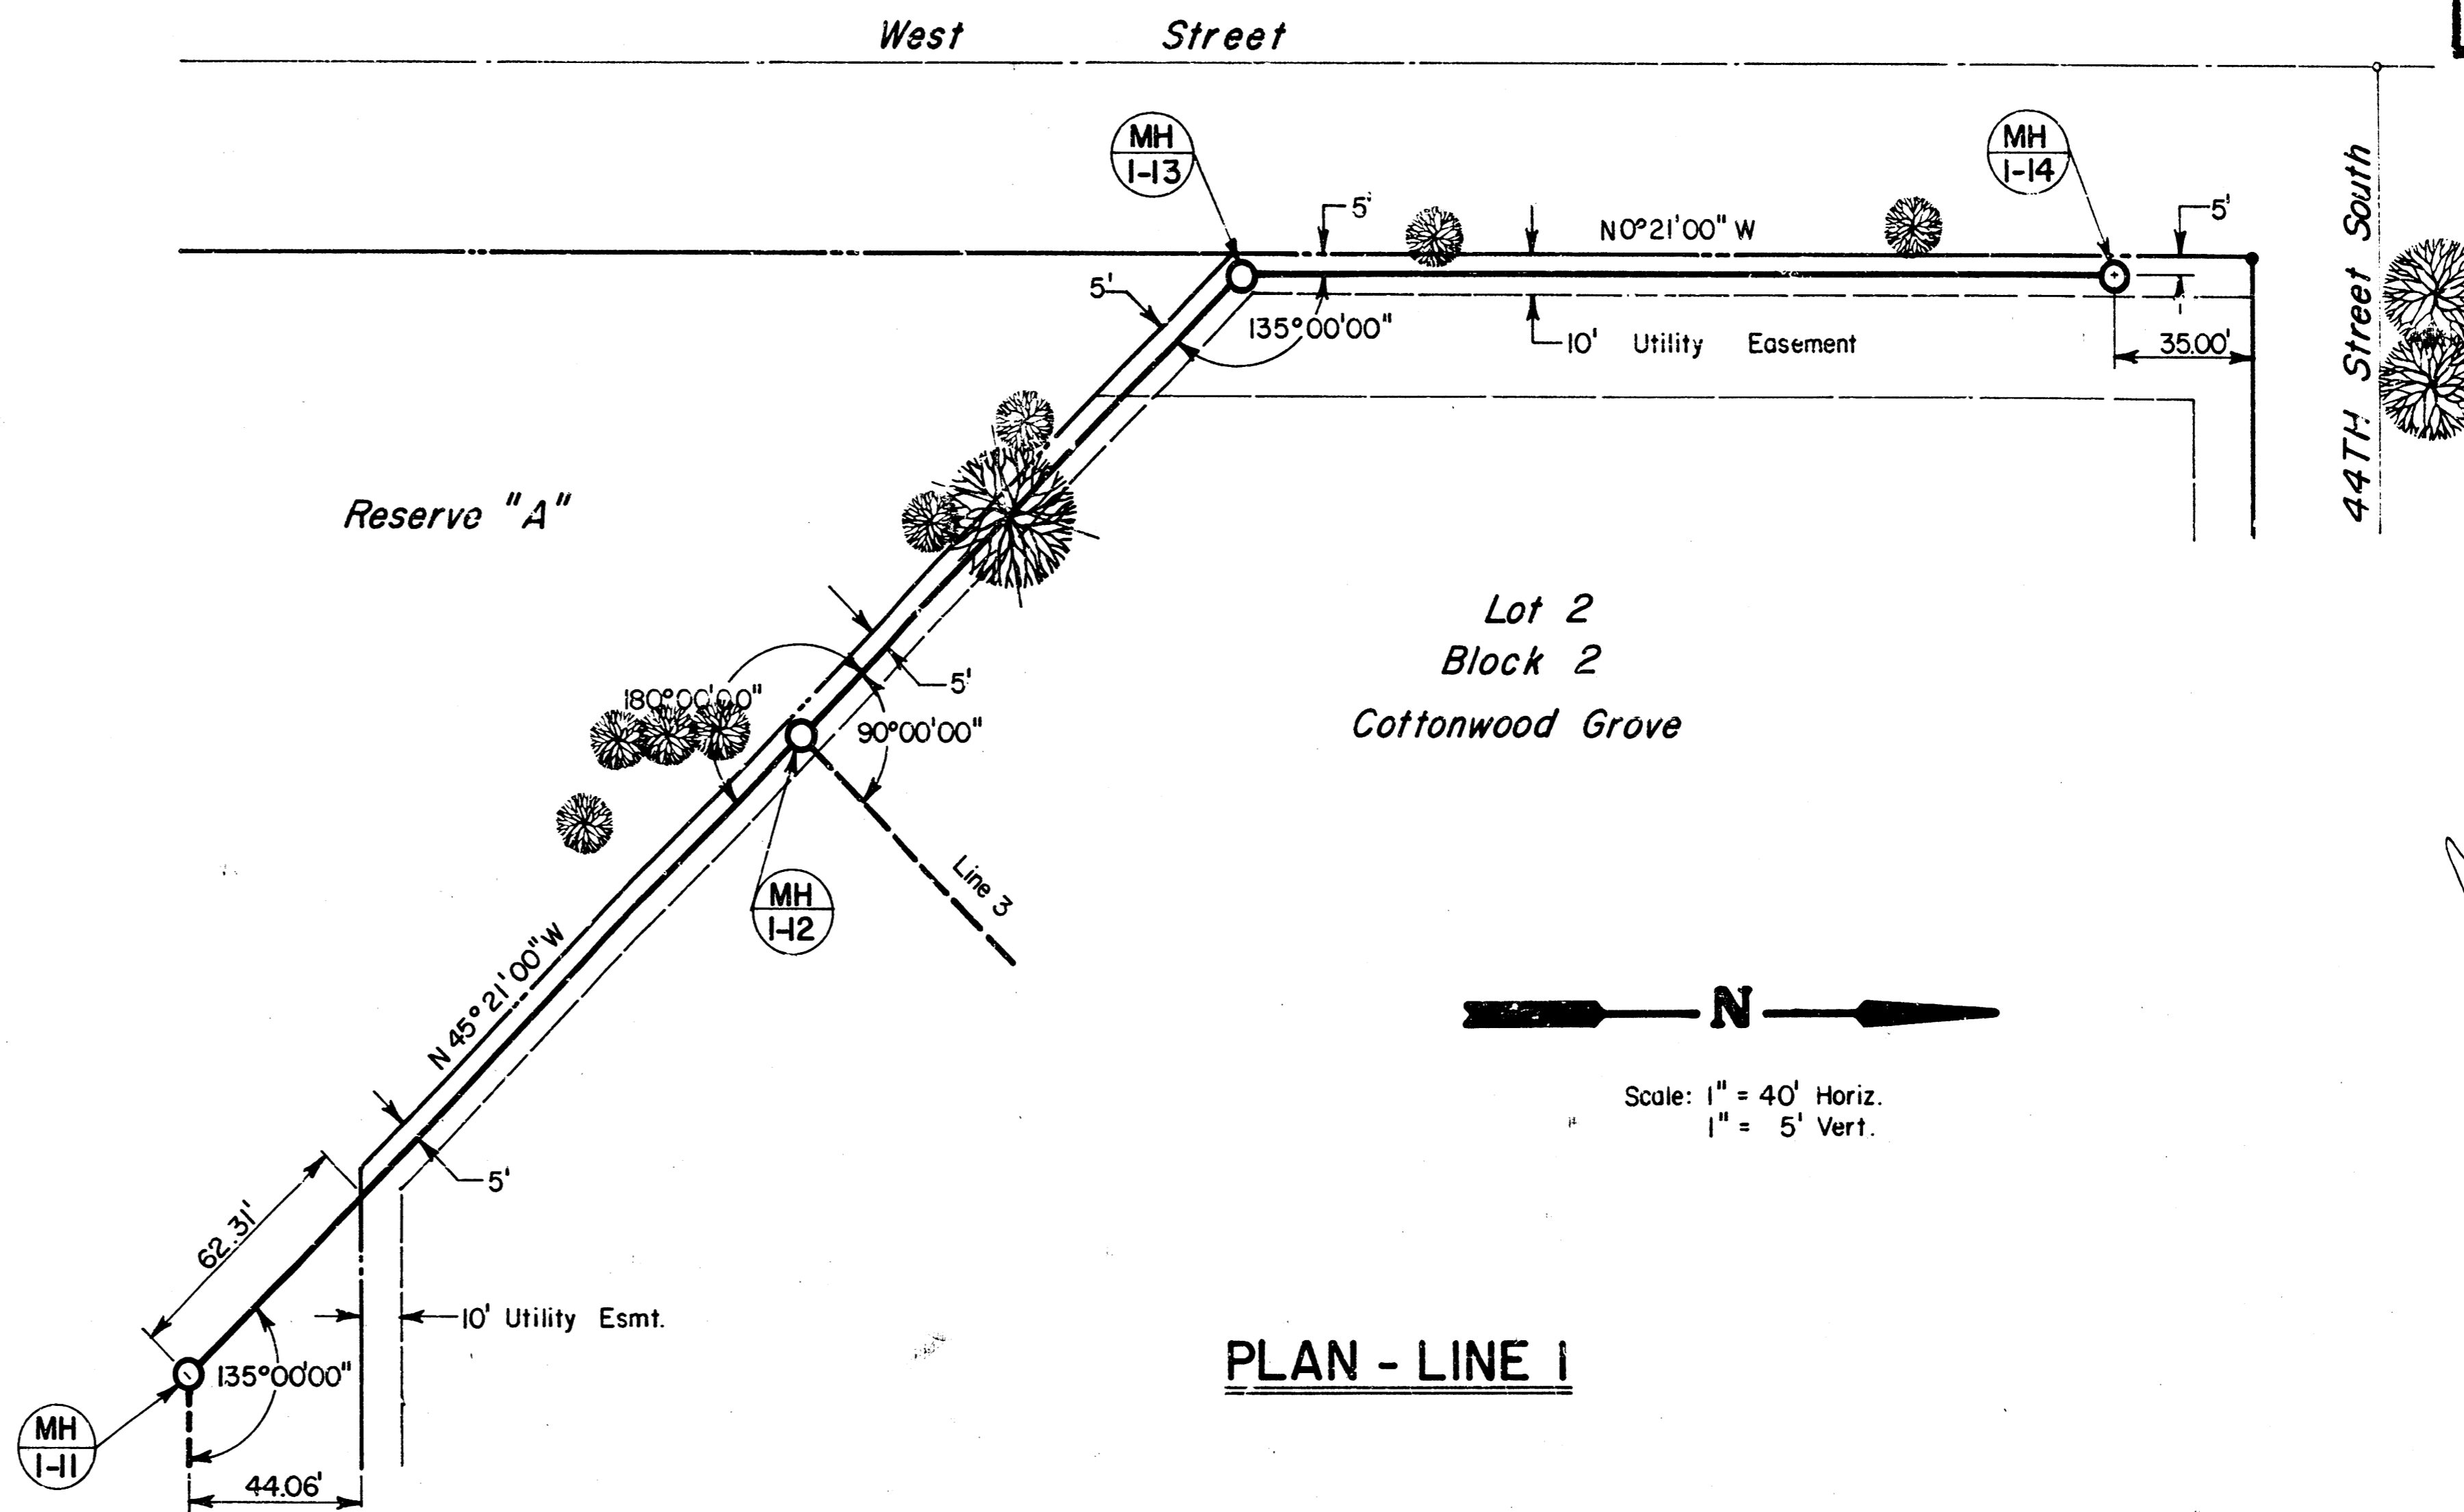 West Street
MH
1-13
MH
1-14
5'
N0°21'00" W
5'
44TH Street South
5'
135°00'00"
10' Utility Easement
35.00'
Reserve "A"
Lot 2
Block 2
Cottonwood Grove
5'
180°00'00"
90°00'00"
Line 3
MH
1-12
N 45°21'00" W
N
Scale: 1" = 40' Horiz.
1" = 5' Vert.
5'
62.31'
10' Utility Esmt.
135°00'00"
PLAN - LINE 1
MH
1-11
44.06'